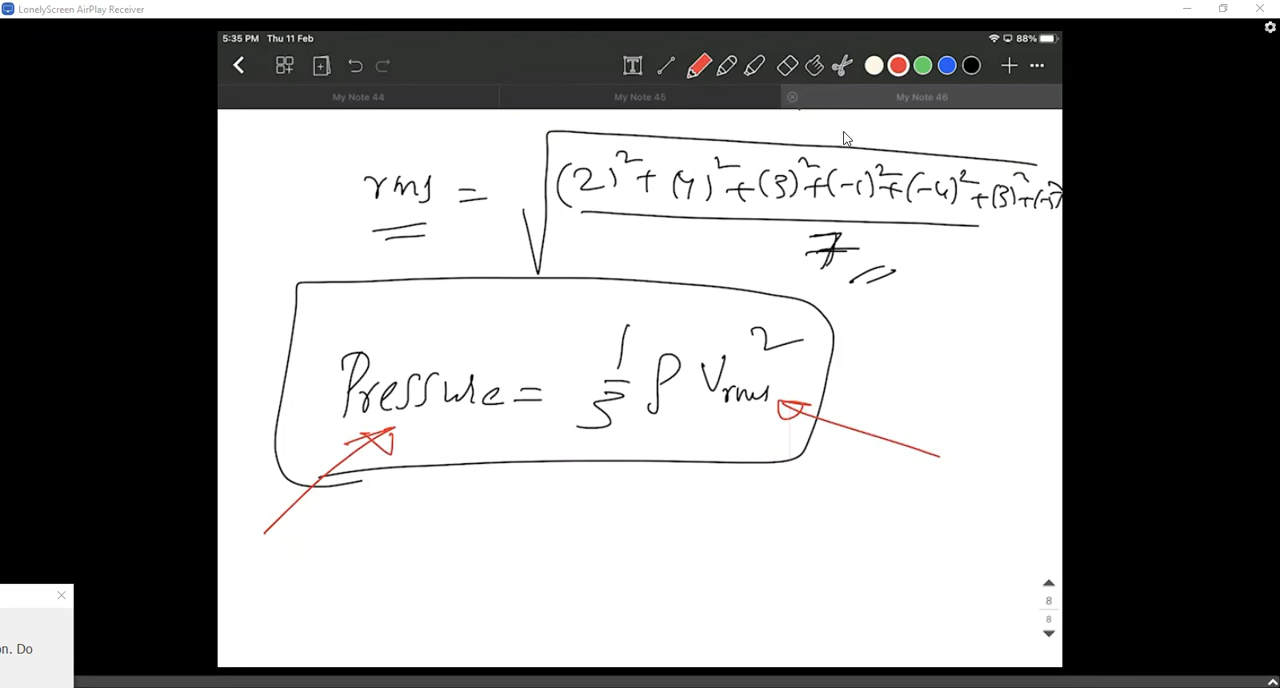 LonelyScreen AirPlay Receiver
5:35 PM Thu 11 Feb 88%
T
My Note 44 My Note 45 My Note 46
rms = √((2)² + (4)² + (3)² + (-1)² + (-4)² + (3)² +
7
Pressure = 1/3 ρ Vrms²
8
8
on. Do